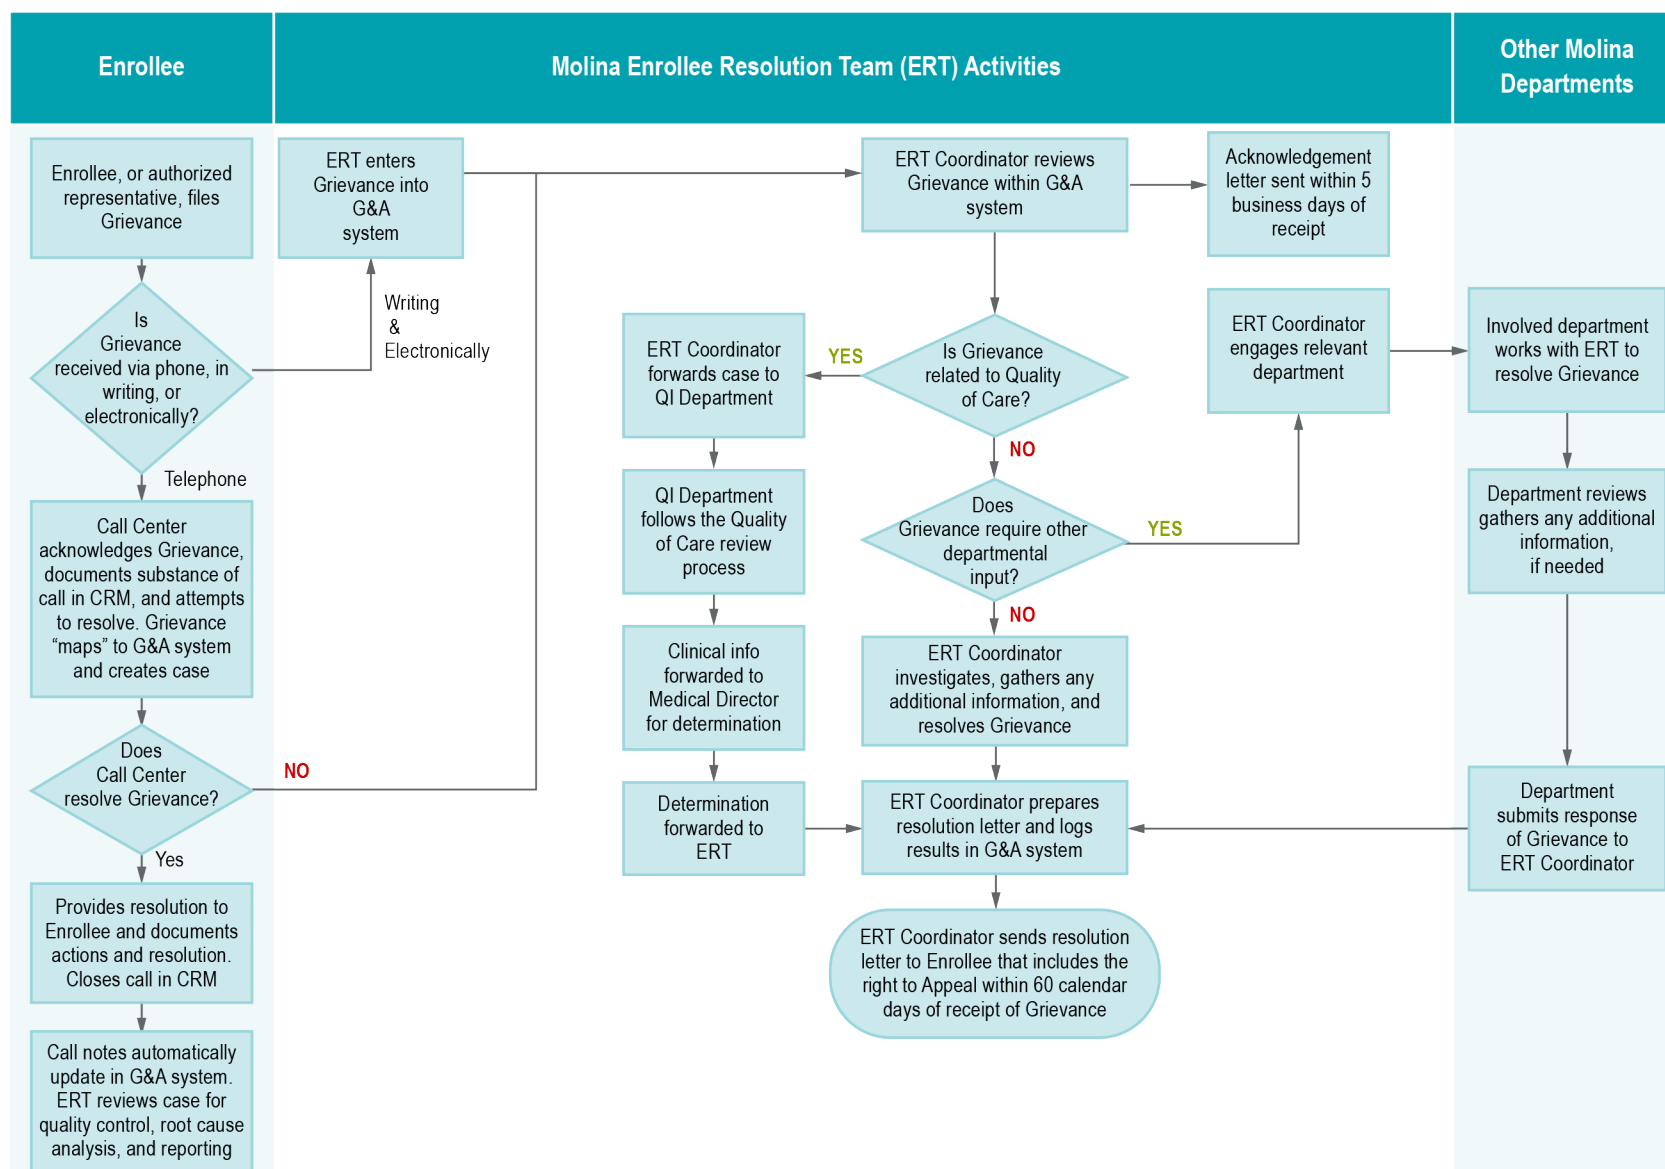 Enrollee
Molina Enrollee Resolution Team (ERT) Activities
Other Molina
Departments
Enrollee, or authorized
representative, files
Grievance
Is
Grievance
received via phone, in
writing, or
electronically?
Writing
&
Electronically
Telephone
Call Center
acknowledges Grievance,
documents substance of
call in CRM, and attempts
to resolve. Grievance
“maps” to G&A system
and creates case
Does
Call Center
resolve Grievance?
NO
Yes
Provides resolution to
Enrollee and documents
actions and resolution.
Closes call in CRM
Call notes automatically
update in G&A system.
ERT reviews case for
quality control, root cause
analysis, and reporting
ERT enters
Grievance into
G&A
system
ERT Coordinator reviews
Grievance within G&A
system
Acknowledgement
letter sent within 5
business days of
receipt
Is Grievance
related to Quality
of Care?
YES
NO
ERT Coordinator
forwards case to
QI Department
QI Department
follows the Quality
of Care review
process
Clinical info
forwarded to
Medical Director
for determination
Determination
forwarded to
ERT
Does
Grievance require other
departmental
input?
YES
NO
ERT Coordinator
engages relevant
department
ERT Coordinator
investigates, gathers any
additional information, and
resolves Grievance
ERT Coordinator prepares
resolution letter and logs
results in G&A system
ERT Coordinator sends resolution
letter to Enrollee that includes the
right to Appeal within 60 calendar
days of receipt of Grievance
Involved department
works with ERT to
resolve Grievance
Department reviews
gathers any additional
information,
if needed
Department
submits response
of Grievance to
ERT Coordinator